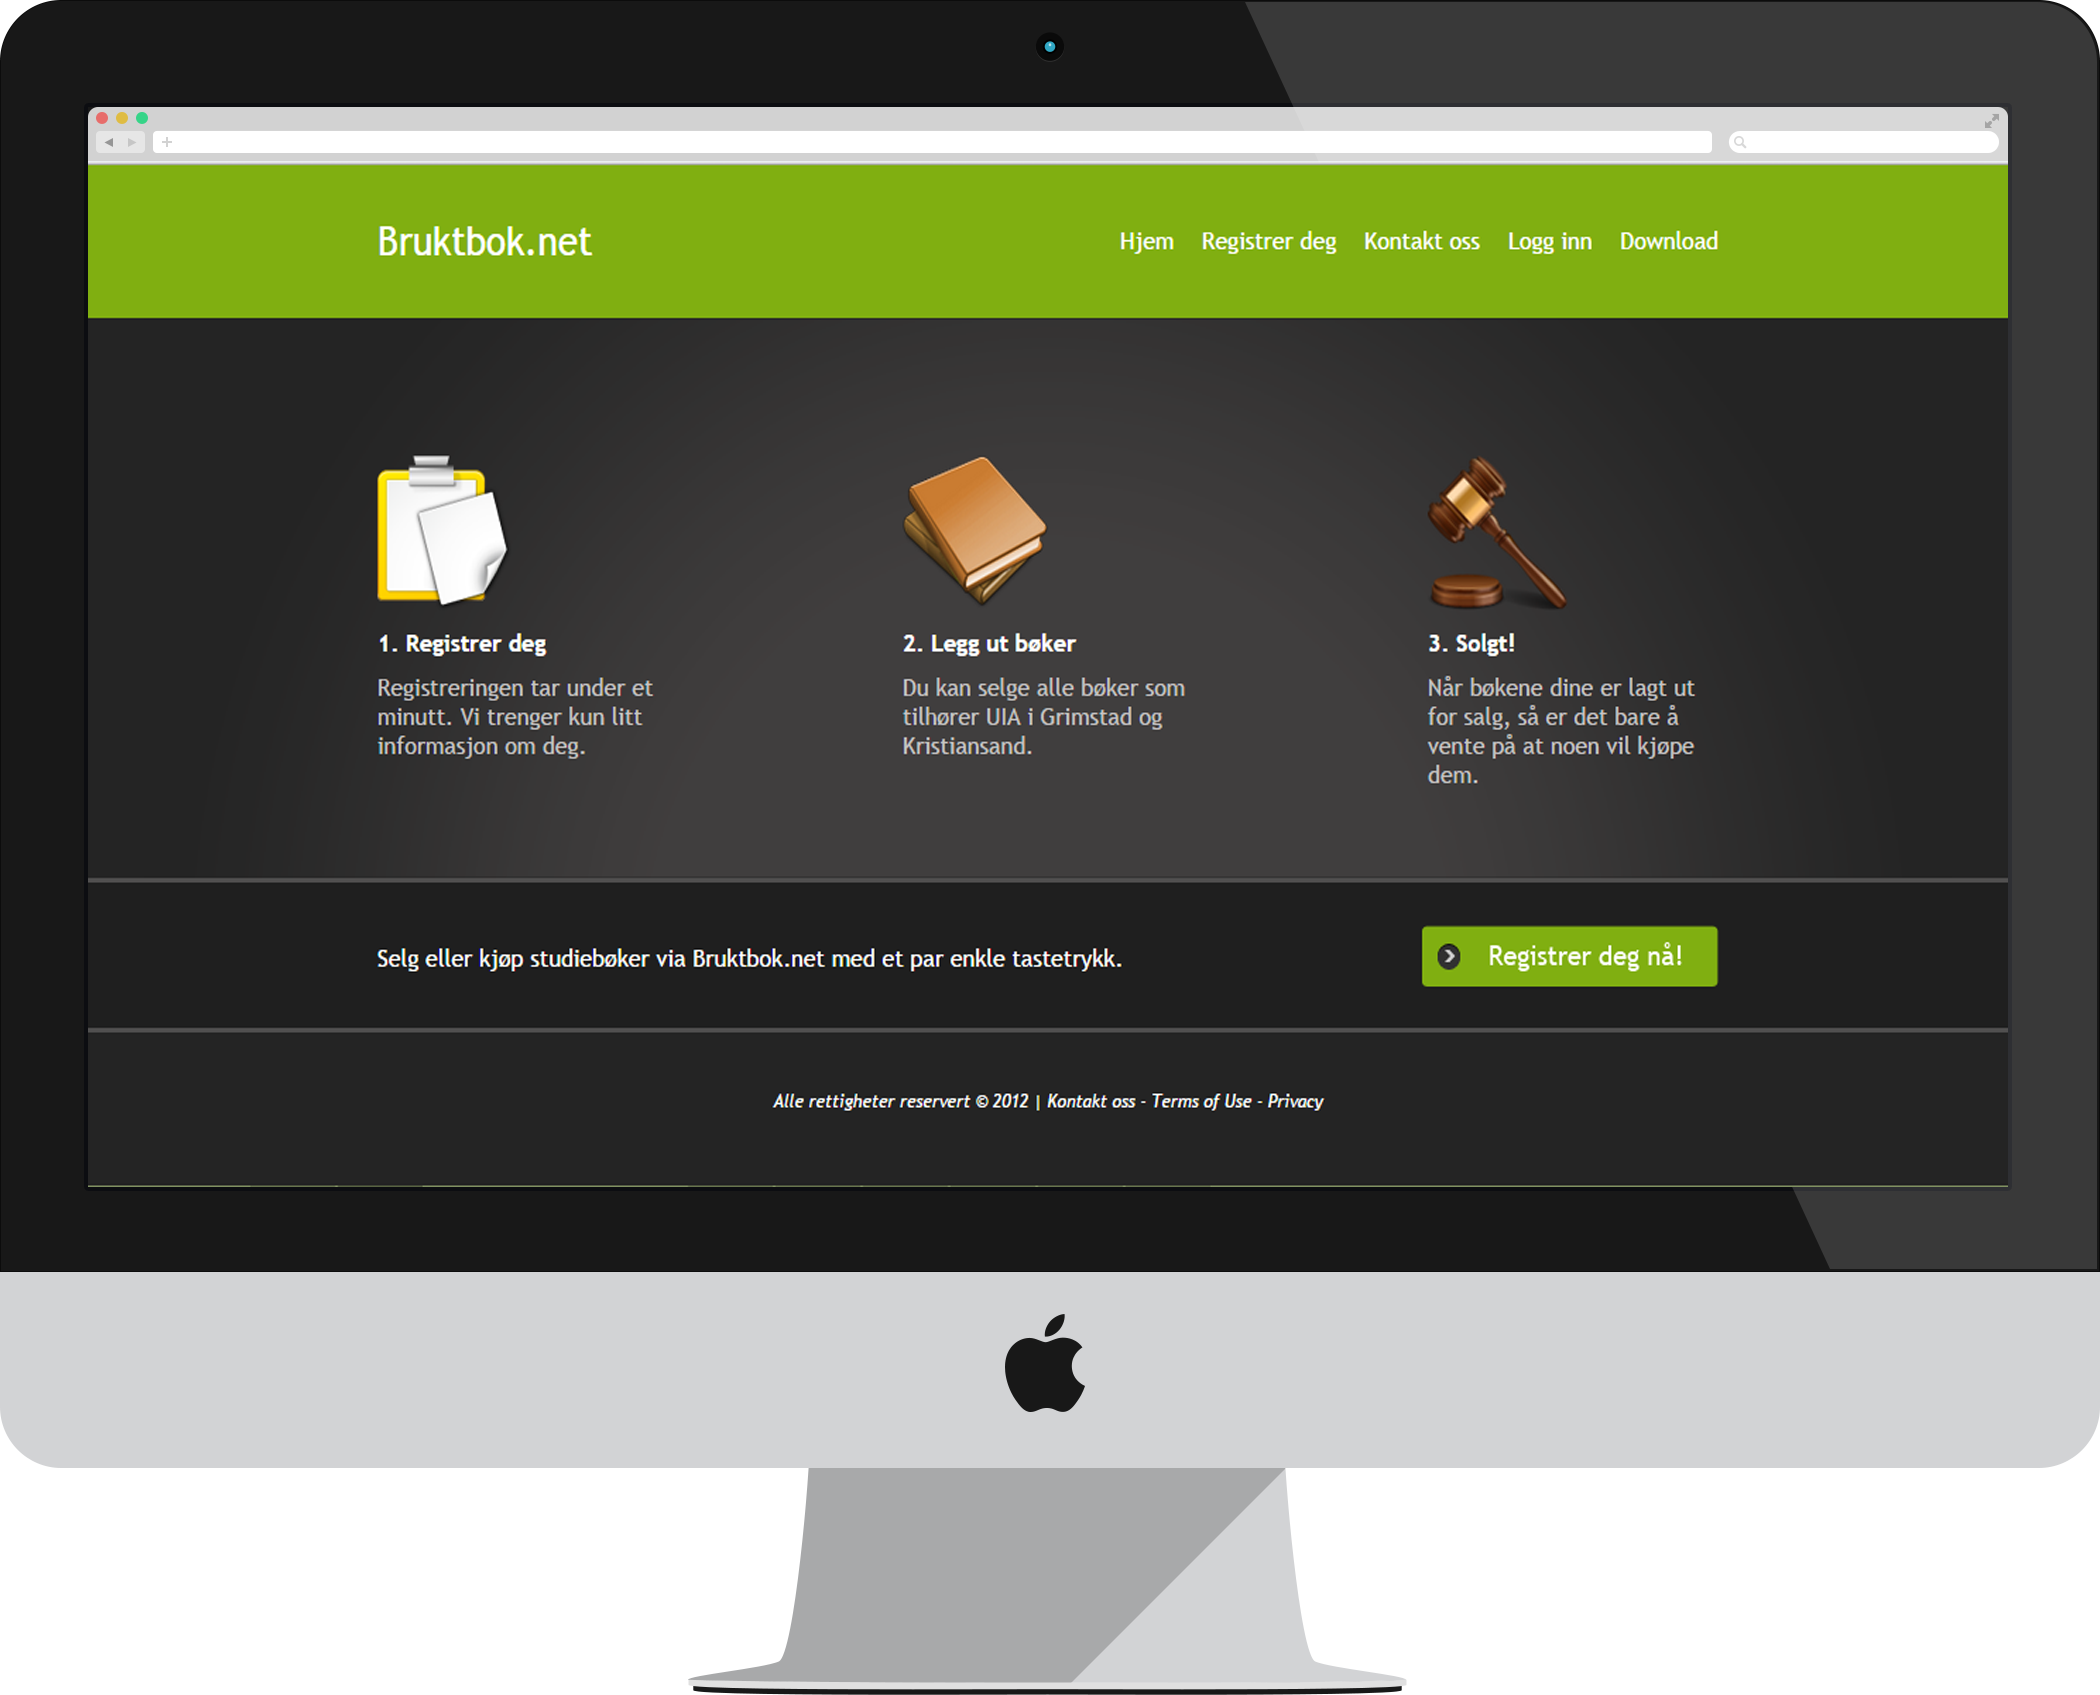 Bruktbok.net
Hjem Registrer deg Kontakt oss Logg inn Download
1. Registrer deg
Registreringen tar under et
minutt. Vi trenger kun litt
informasjon om deg.
2. Legg ut bøker
Du kan selge alle bøker som
tilhører UIA i Grimstad og
Kristiansand.
3. Solgt!
Når bøkene dine er lagt ut
for salg, så er det bare å
vente på at noen vil kjøpe
dem.
Selg eller kjøp studiebøker via Bruktbok.net med et par enkle tastetrykk.
Registrer deg nå!
Alle rettigheter reservert © 2012 | Kontakt oss - Terms of Use - Privacy